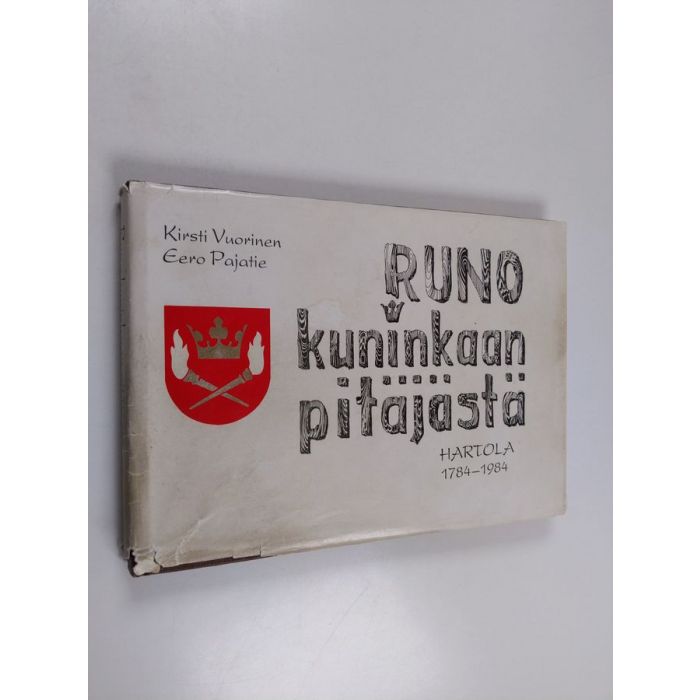 Kirsti Vuorinen
Eero Pajatie
RUNO
kuninkaan
pitäjästä
HARTOLA
1784–1984